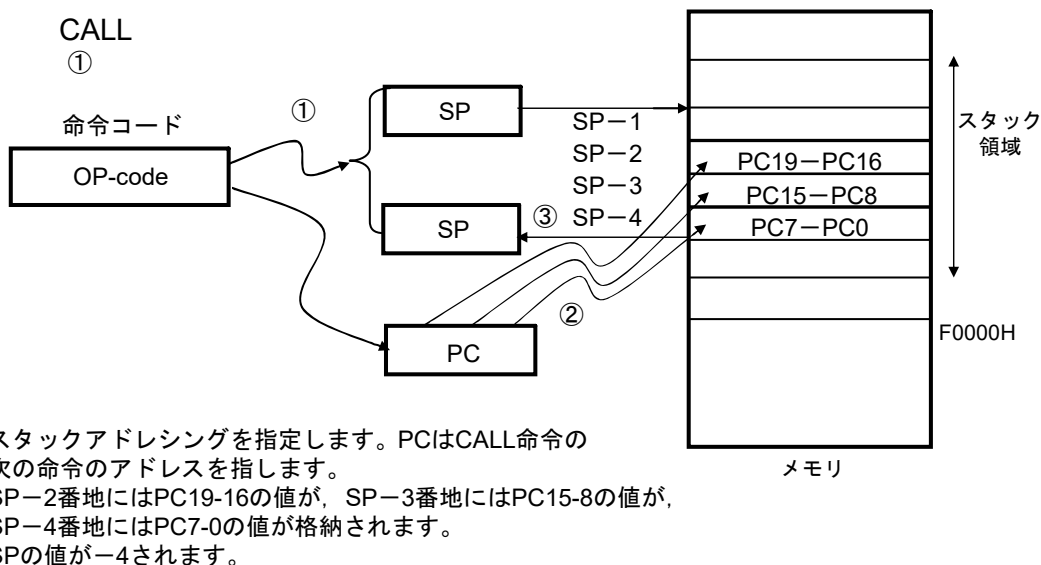 CALL
①
命令コード
OP-code
①
SP
SP
③
SP－1
SP－2
SP－3
SP－4
PC19－PC16
PC15－PC8
PC7－PC0
スタック
領域
②
PC
F0000H
メモリ
スタックアドレシングを指定します。PCはCALL命令の
次の命令のアドレスを指します。
SP－2番地にはPC19-16の値が，SP－3番地にはPC15-8の値が，
SP－4番地にはPC7-0の値が格納されます。
SPの値が－4されます。